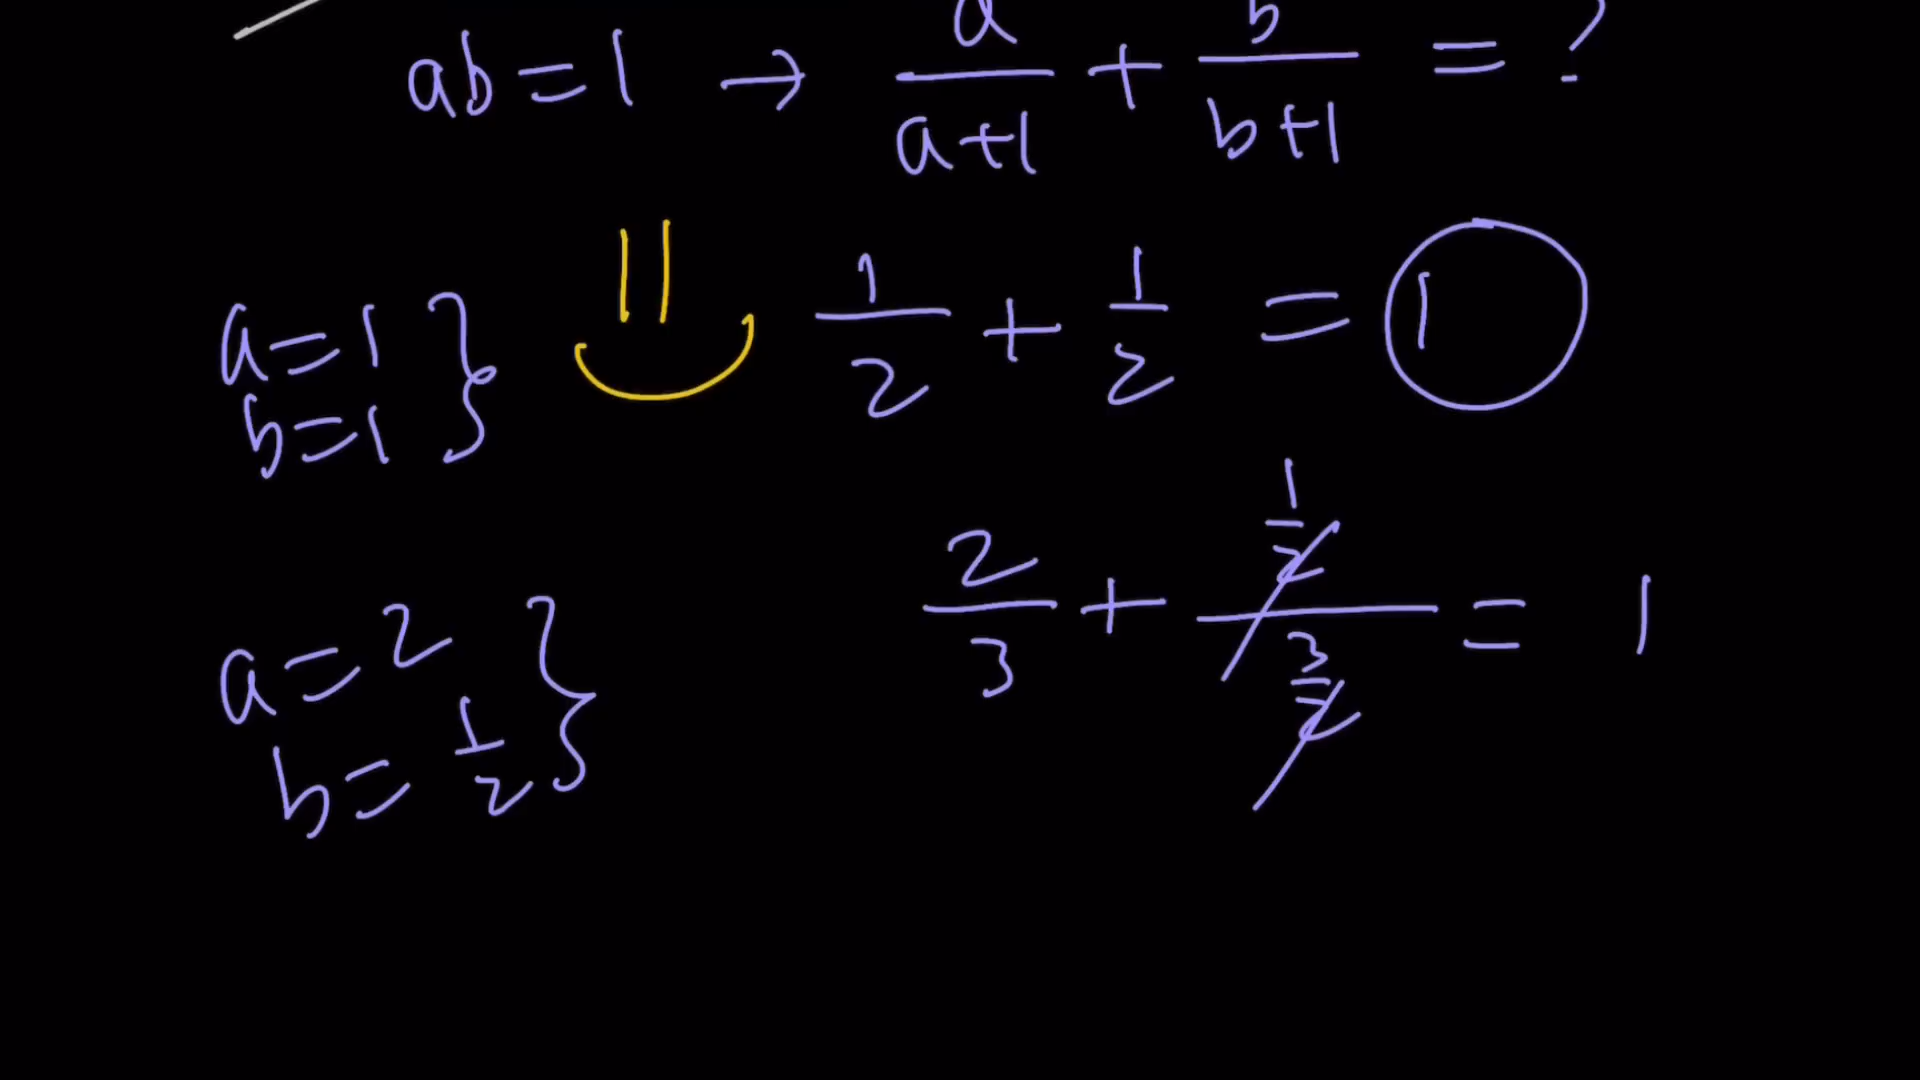 ab = 1 → a/(a+1) + b/(b+1) = ?
a = 1
b = 1 } 1/2 + 1/2 = 1
a = 2
b = 1/2 } 2/3 + (1/2)/(3/2) = 1